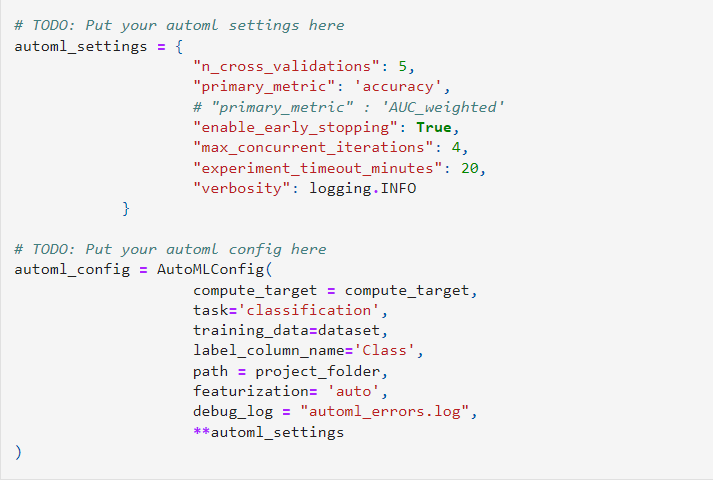 # TODO: Put your automl settings here
automl_settings = {
                    "n_cross_validations": 5,
                    "primary_metric": 'accuracy',
                    # "primary_metric" : 'AUC_weighted'
                    "enable_early_stopping": True,
                    "max_concurrent_iterations": 4,
                    "experiment_timeout_minutes": 20,
                    "verbosity": logging.INFO
            }
# TODO: Put your automl config here
automl_config = AutoMLConfig(
                    compute_target = compute_target,
                    task='classification',
                    training_data=dataset,
                    label_column_name='Class',
                    path = project_folder,
                    featurization= 'auto',
                    debug_log = "automl_errors.log",
                    **automl_settings
)